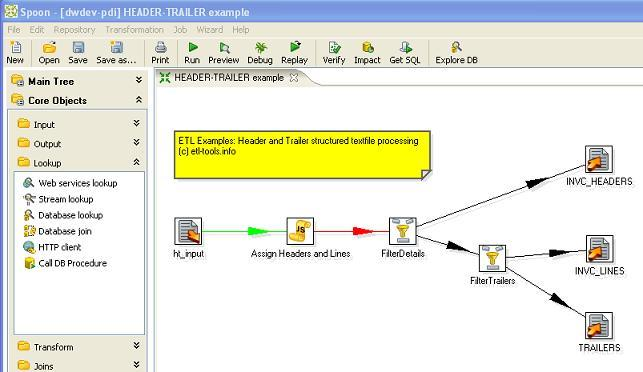 Spoon - [dwdev-pdi] HEADER-TRAILER example
File Edit Repository Transformation Job Wizard Help
New Open Save Save as... Print Run Preview Debug Replay Verify Impact Get SQL Explore DB
Main Tree
Core Objects
Input
Output
Lookup
Web services lookup
Stream lookup
Database lookup
Database join
HTTP client
Call DB Procedure
Transform
Joins
HEADER-TRAILER example
ETL Examples: Header and Trailer structured textfile processing
(c) etl-tools.info
INVC_HEADERS
ht_input
JS
Assign Headers and Lines
FilterDetails
FilterTrailers
INVC_LINES
TRAILERS